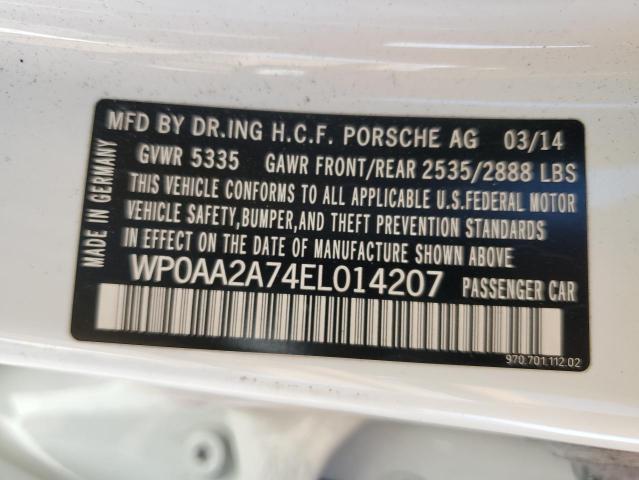 MADE IN GERMANY
MFD BY DR.ING H.C.F. PORSCHE AG 03/14
GVWR 5335 GAWR FRONT/REAR 2535/2888 LBS
THIS VEHICLE CONFORMS TO ALL APPLICABLE U.S.FEDERAL MOTOR
VEHICLE SAFETY,BUMPER,AND THEFT PREVENTION STANDARDS
IN EFFECT ON THE DATE OF MANUFACTURE SHOWN ABOVE
WP0AA2A74EL014207 PASSENGER CAR
970.701.112.02